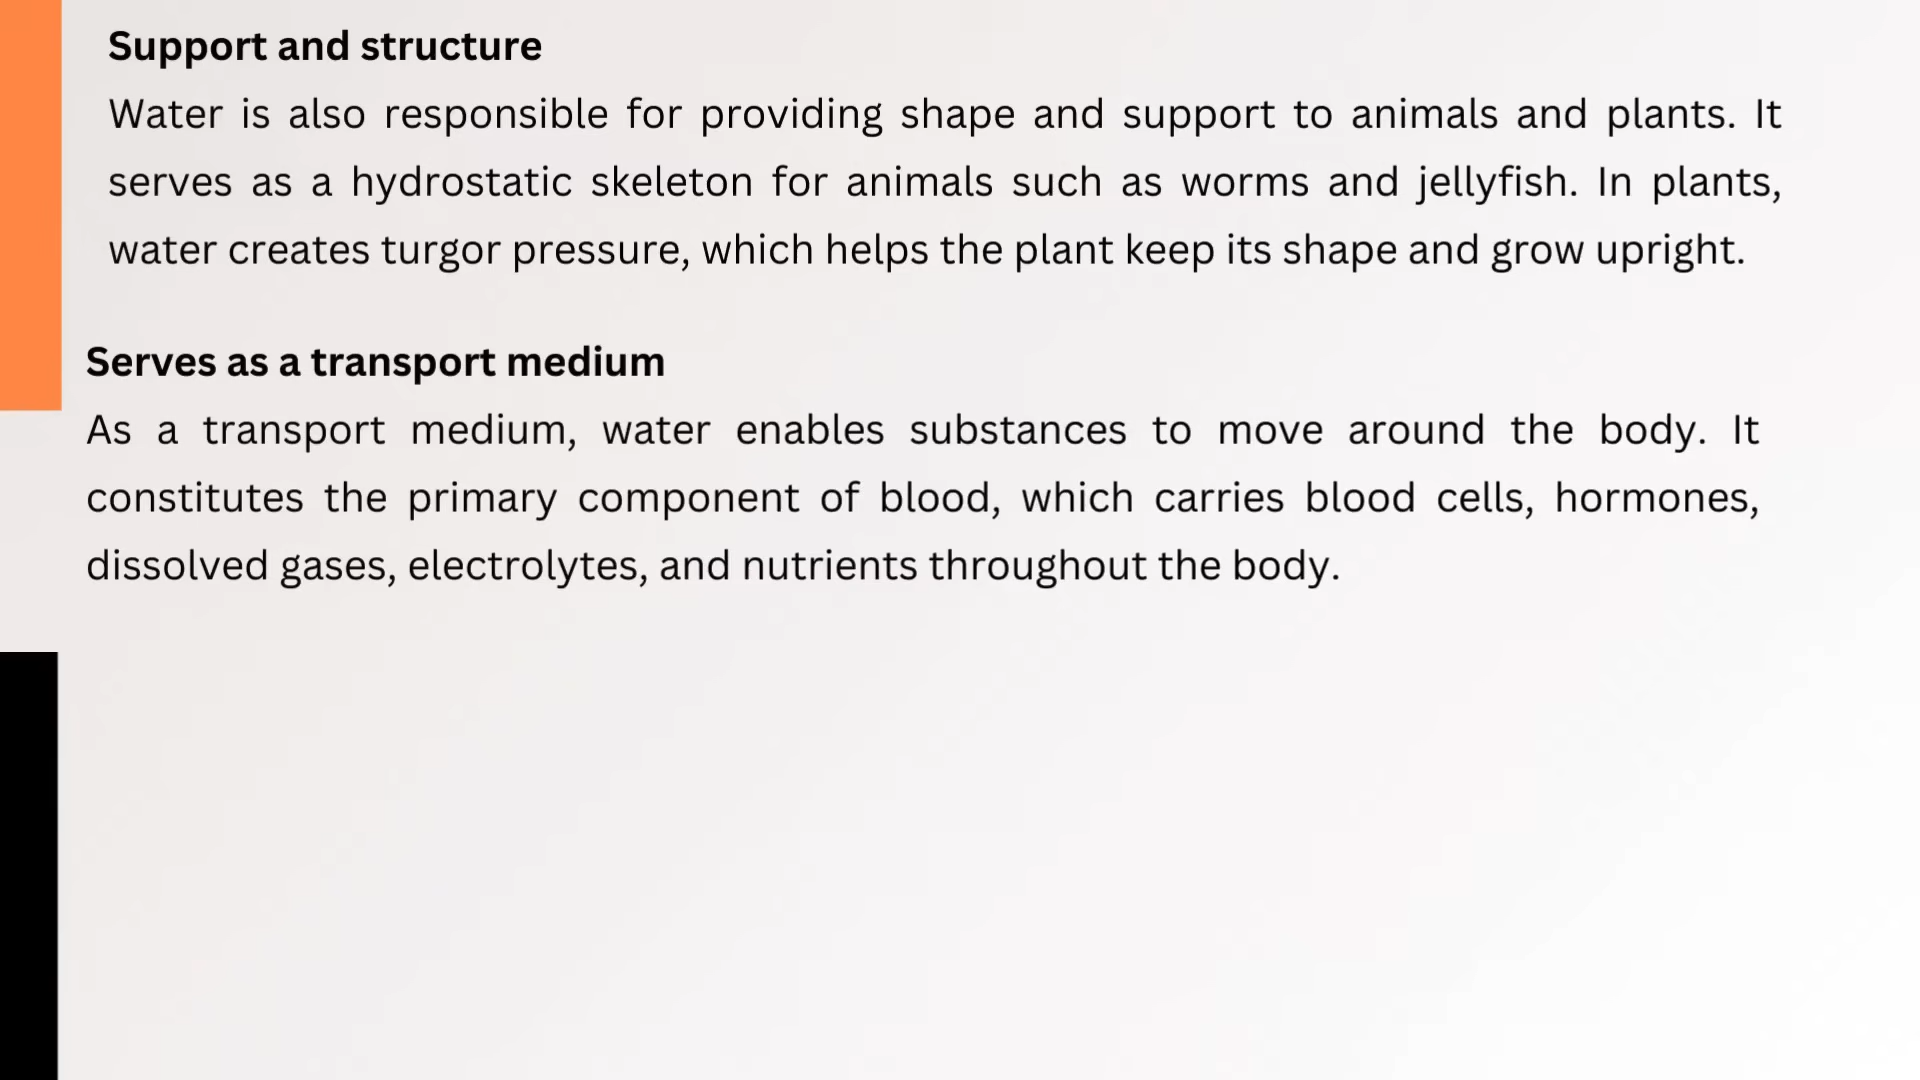 Support and structure
Water is also responsible for providing shape and support to animals and plants. It
serves as a hydrostatic skeleton for animals such as worms and jellyfish. In plants,
water creates turgor pressure, which helps the plant keep its shape and grow upright.
Serves as a transport medium
As a transport medium, water enables substances to move around the body. It
constitutes the primary component of blood, which carries blood cells, hormones,
dissolved gases, electrolytes, and nutrients throughout the body.